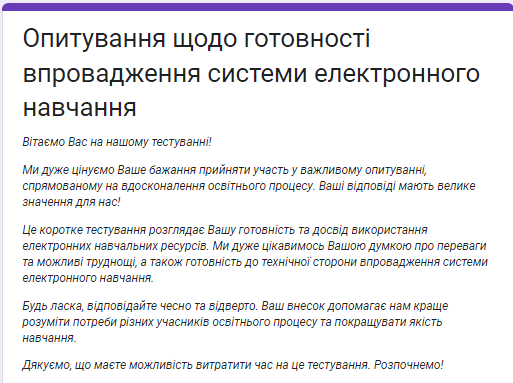 Опитування щодо готовності
впровадження системи електронного
навчання
Вітаємо Вас на нашому тестуванні!
Ми дуже цінуємо Ваше бажання прийняти участь у важливому опитуванні,
спрямованому на вдосконалення освітнього процесу. Ваші відповіді мають велике
значення для нас!
Це коротке тестування розглядає Вашу готовність та досвід використання
електронних навчальних ресурсів. Ми дуже цікавимось Вашою думкою про переваги
та можливі труднощі, а також готовність до технічної сторони впровадження системи
електронного навчання.
Будь ласка, відповідайте чесно та відверто. Ваш внесок допомагає нам краще
розуміти потреби різних учасників освітнього процесу та покращувати якість
навчання.
Дякуємо, що маєте можливість витратити час на це тестування. Розпочнемо!